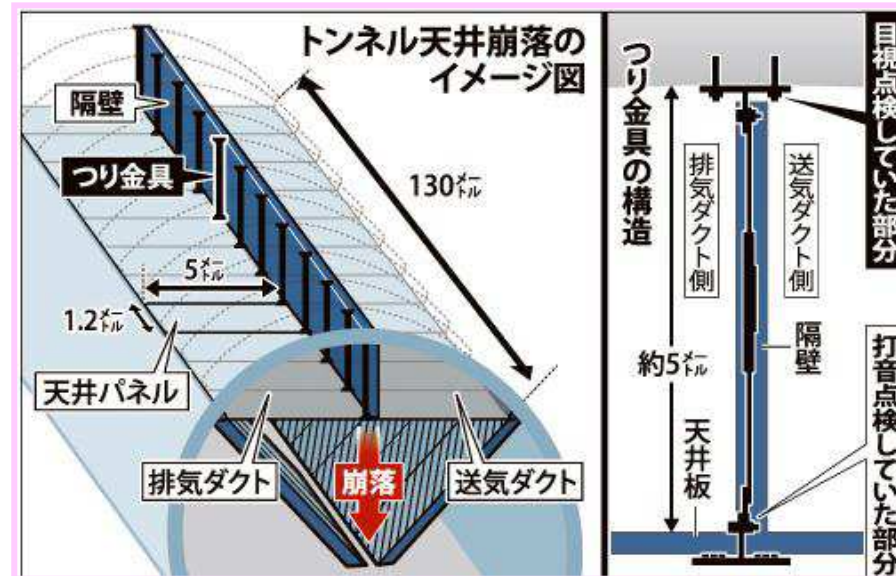 トンネル天井崩落の
イメージ図
隔壁
つり金具
130メートル
5メートル
1.2メートル
天井パネル
排気ダクト
崩落
送気ダクト
つり金具の構造
目視点検していた部分
排気ダクト側
送気ダクト側
約5メートル
隔壁
天井板
打音点検していた部分